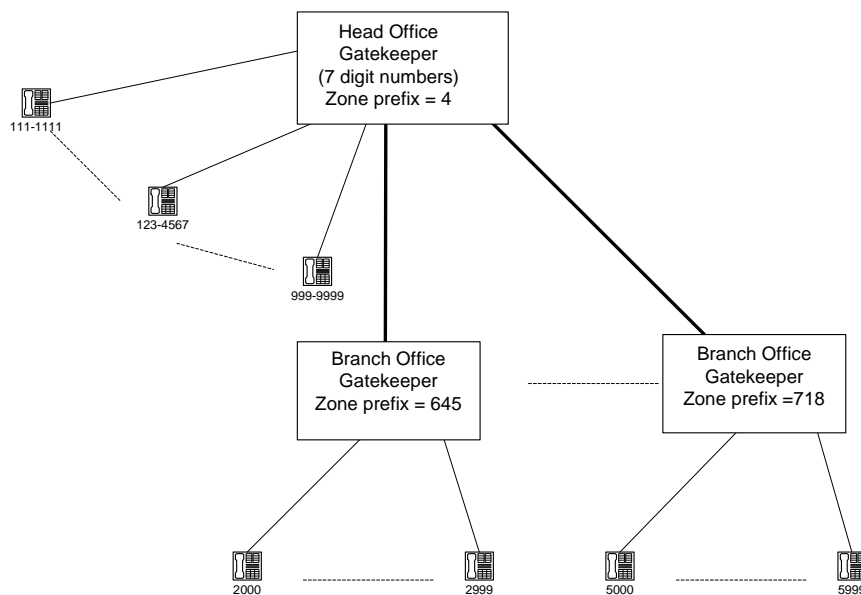 Head Office
Gatekeeper
(7 digit numbers)
Zone prefix = 4
111-1111
123-4567
999-9999
Branch Office
Gatekeeper
Zone prefix = 645
Branch Office
Gatekeeper
Zone prefix =718
2000
2999
5000
5999